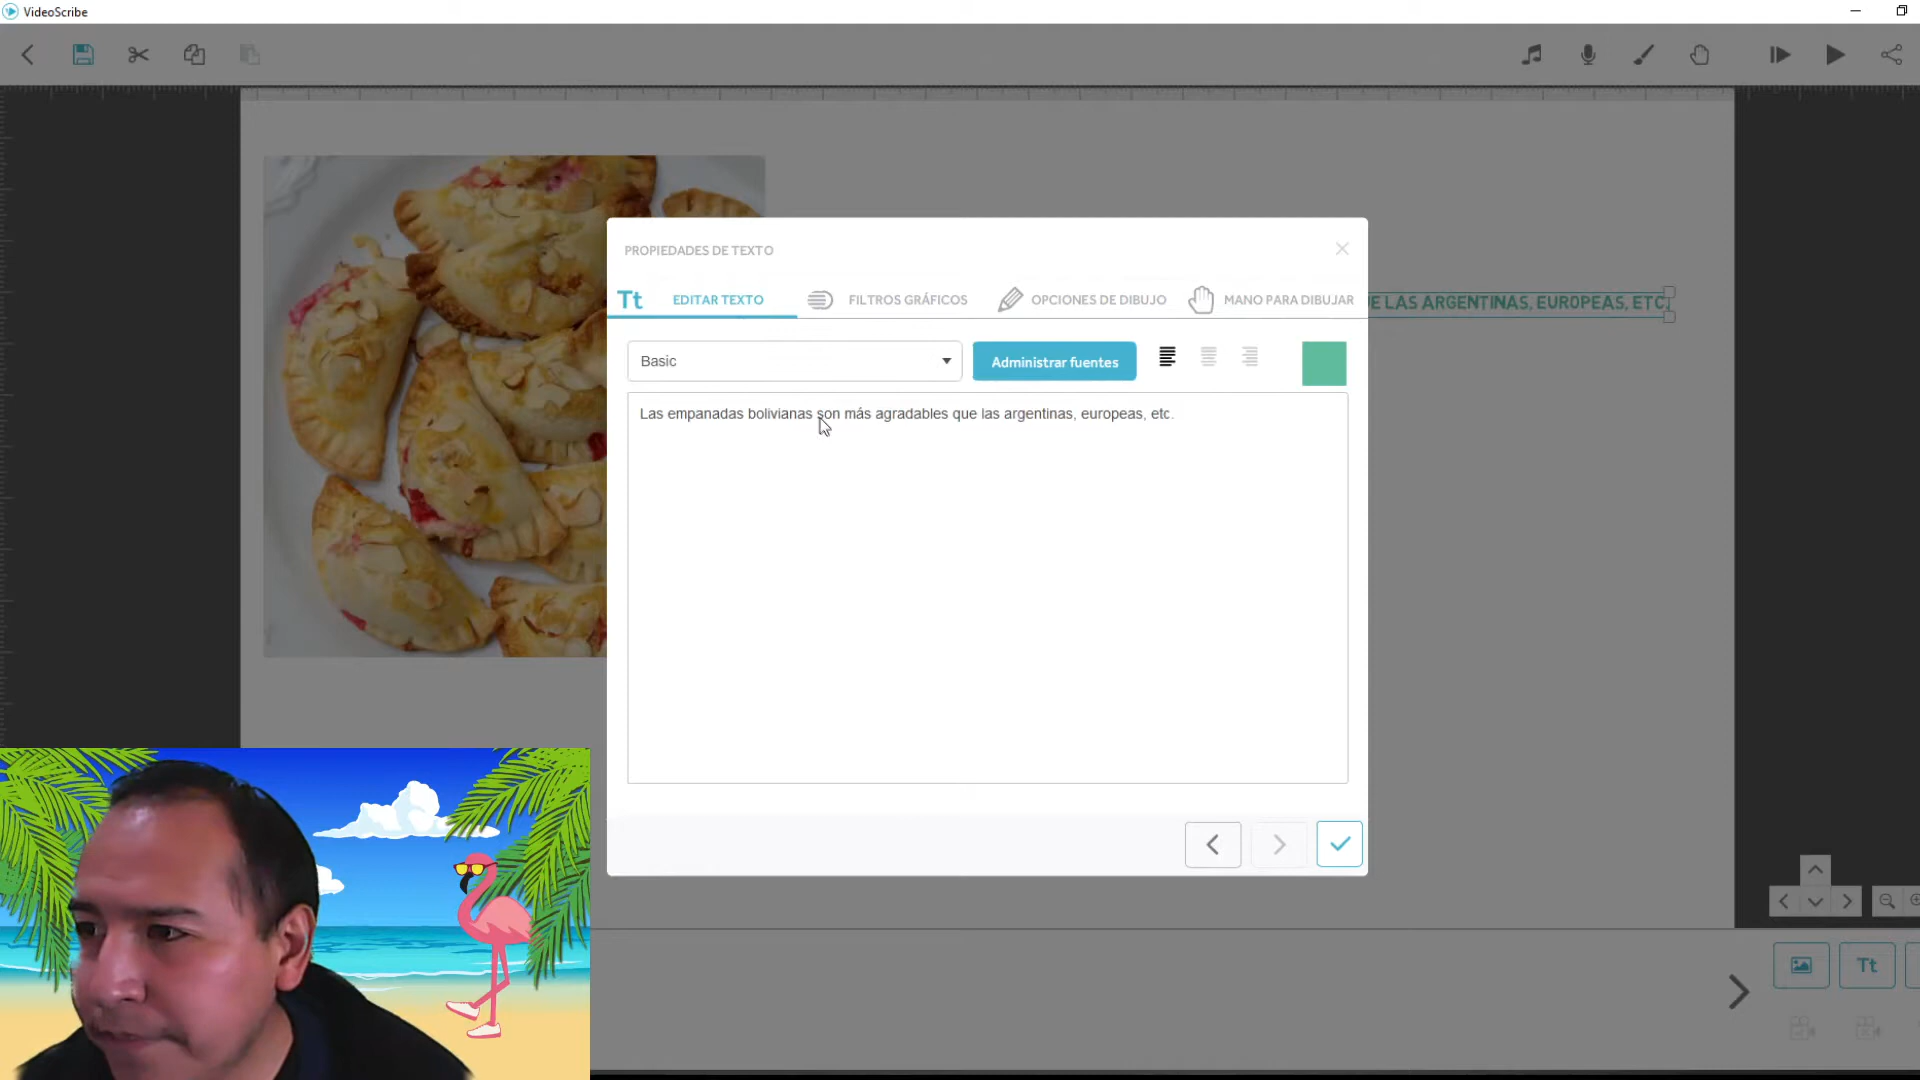 VideoScribe
PROPIEDADES DE TEXTO
Tt EDITAR TEXTO FILTROS GRÁFICOS OPCIONES DE DIBUJO MANO PARA DIBUJAR
LAS ARGENTINAS, EUROPEAS, ETC.
Basic Administrar fuentes
Las empanadas bolivianas son más agradables que las argentinas, europeas, etc.
Tt